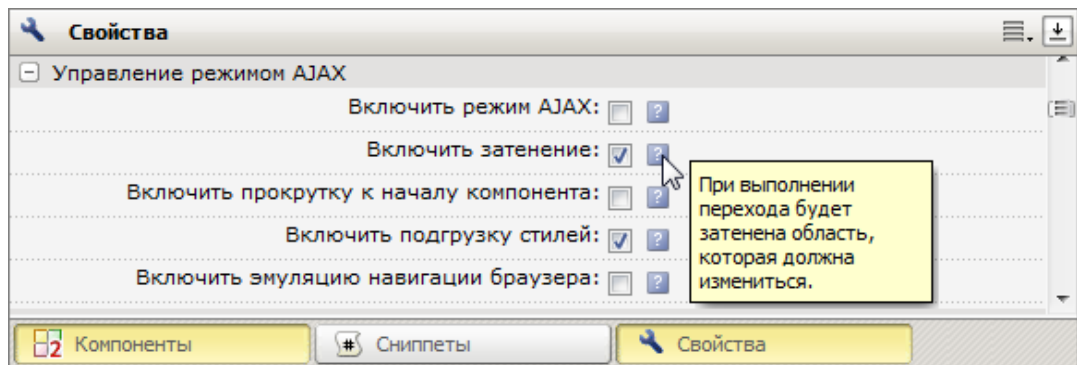 Свойства
Управление режимом AJAX
Включить режим AJAX: ?
Включить затенение: ?
Включить прокрутку к началу компонента: ?
Включить подгрузку стилей: ?
Включить эмуляцию навигации браузера: ?
При выполнении
перехода будет
затенена область,
которая должна
измениться.
2 Компоненты # Сниппеты Свойства